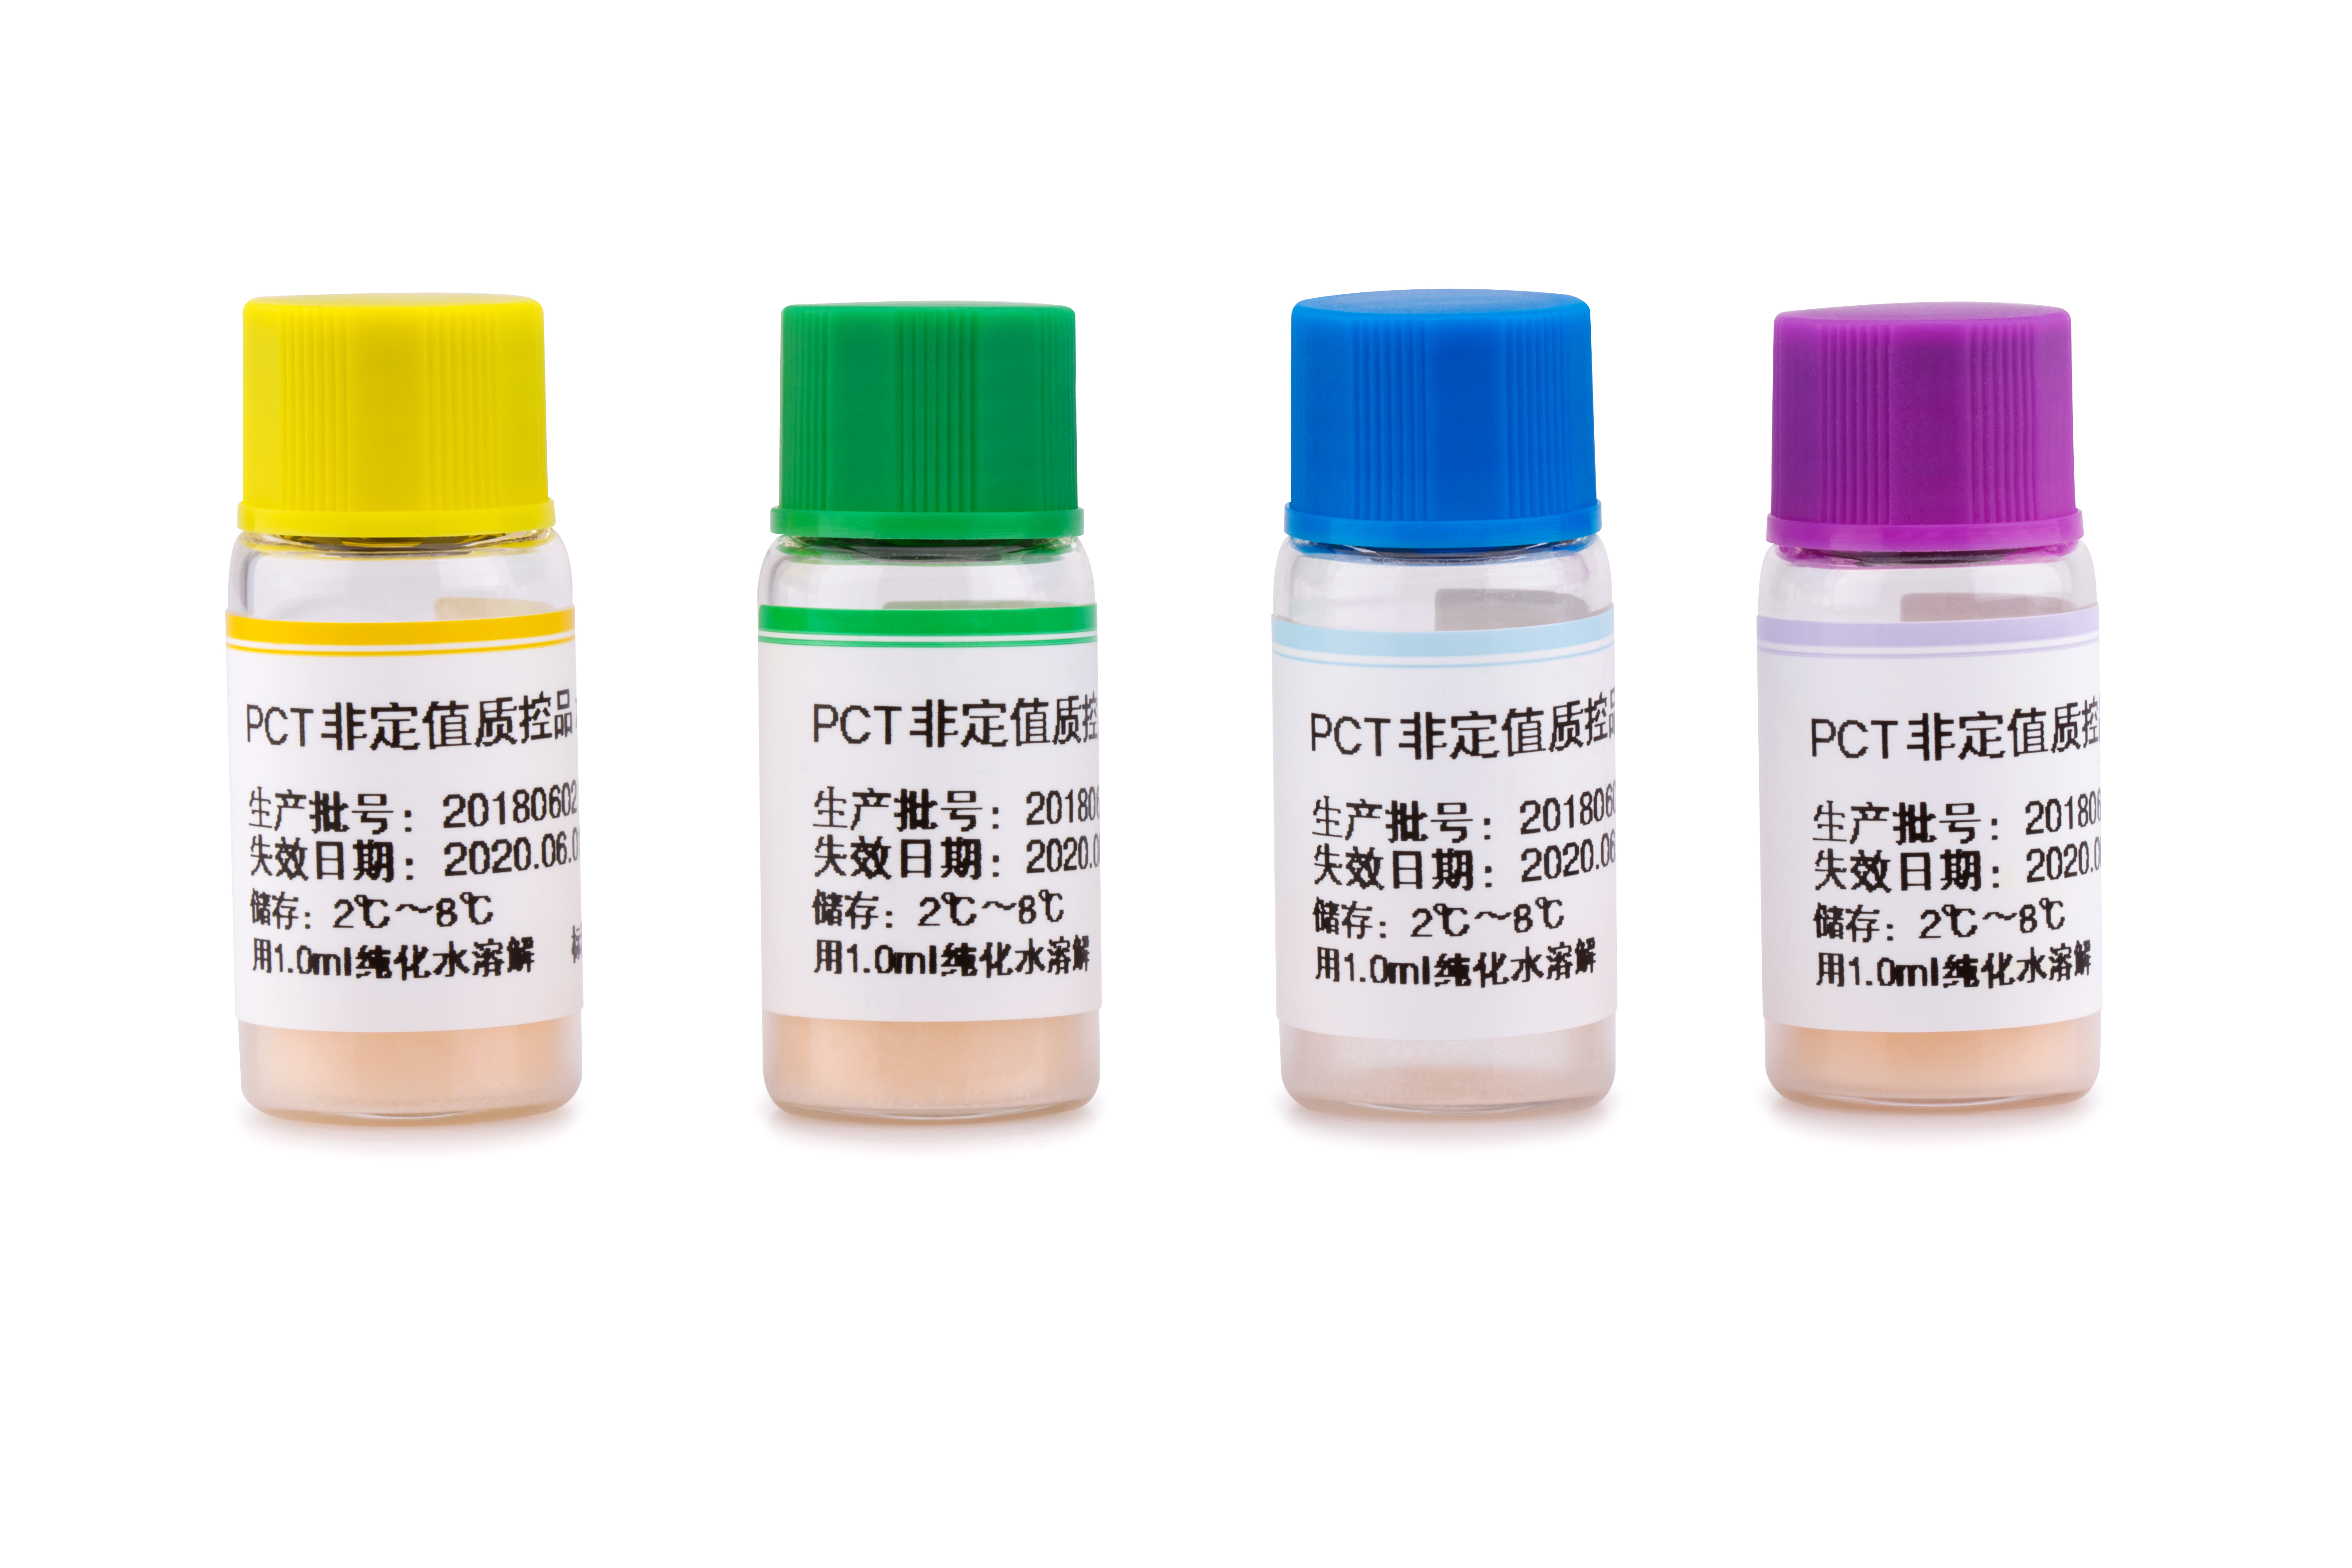 PCT非定值质控品
生产批号：20180602
失效日期：2020.06.0
储存：2℃～8℃
用1.0ml纯化水溶解
PCT非定值质控
生产批号：20180
失效日期：2020.0
储存：2℃～8℃
用1.0ml纯化水溶解
PCT非定值质控品
生产批号：2018060
失效日期：2020.06
储存：2℃～8℃
用1.0ml纯化水溶解
PCT非定值质控
生产批号：20180
失效日期：2020.0
储存：2℃～8℃
用1.0ml纯化水溶解